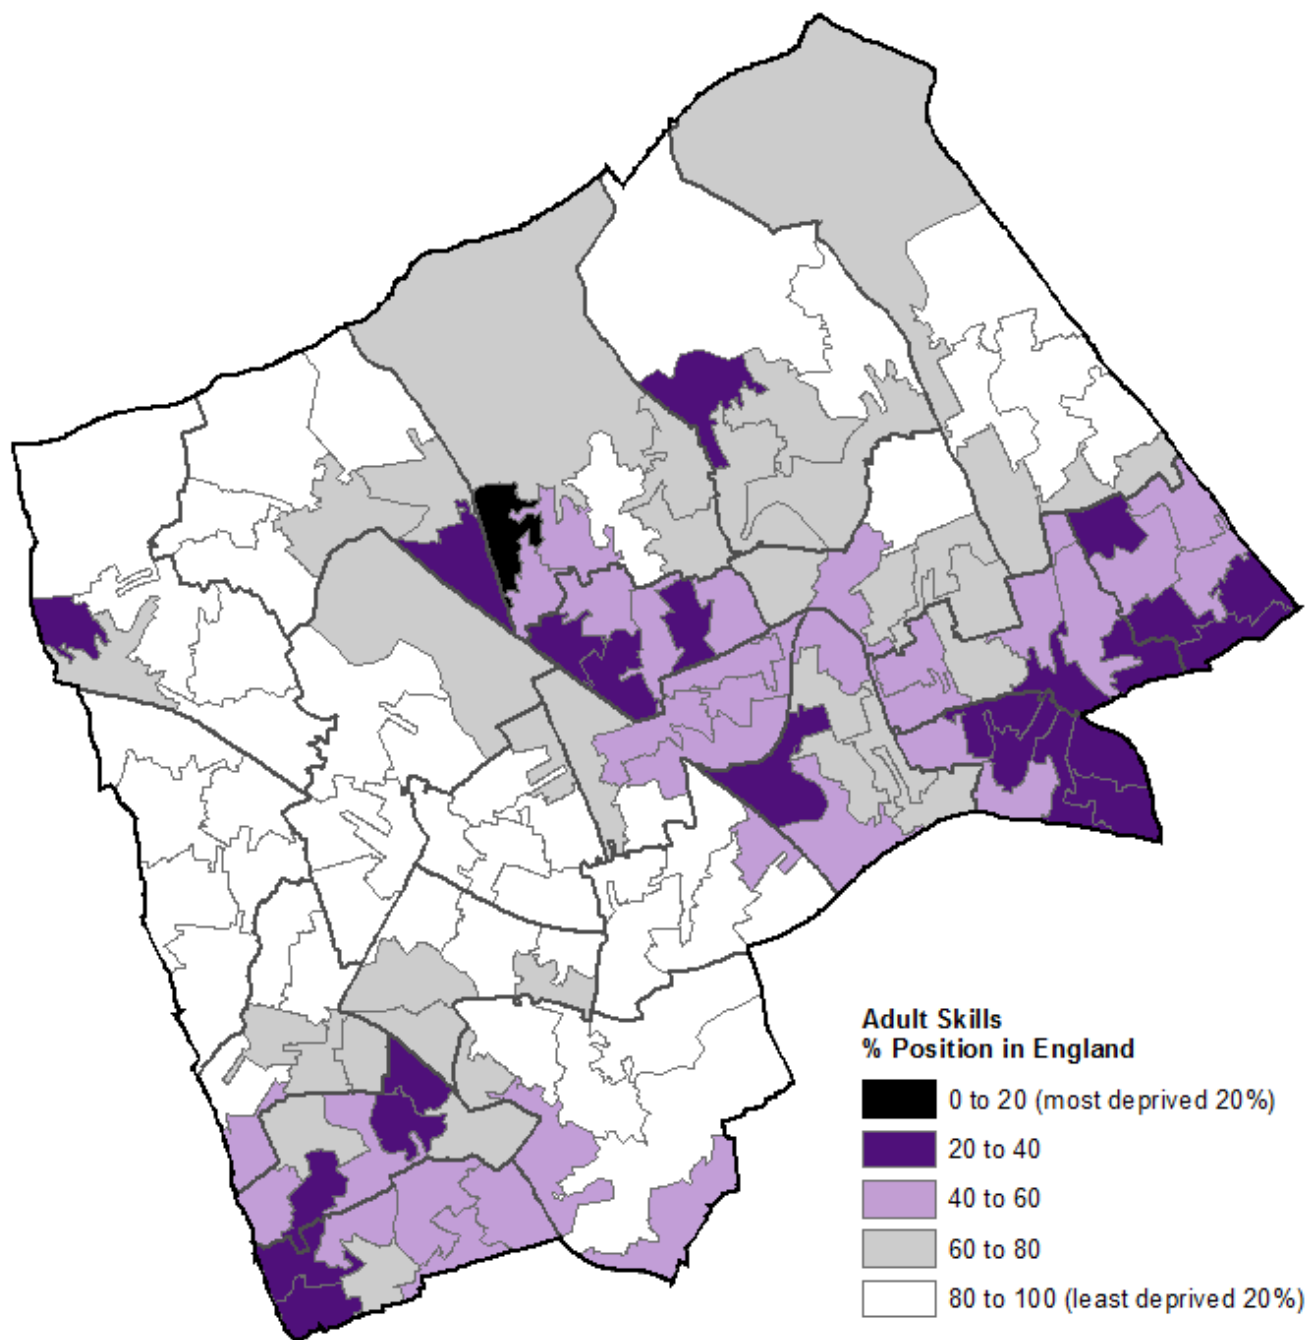 Adult Skills
% Position in England
0 to 20 (most deprived 20%)
20 to 40
40 to 60
60 to 80
80 to 100 (least deprived 20%)